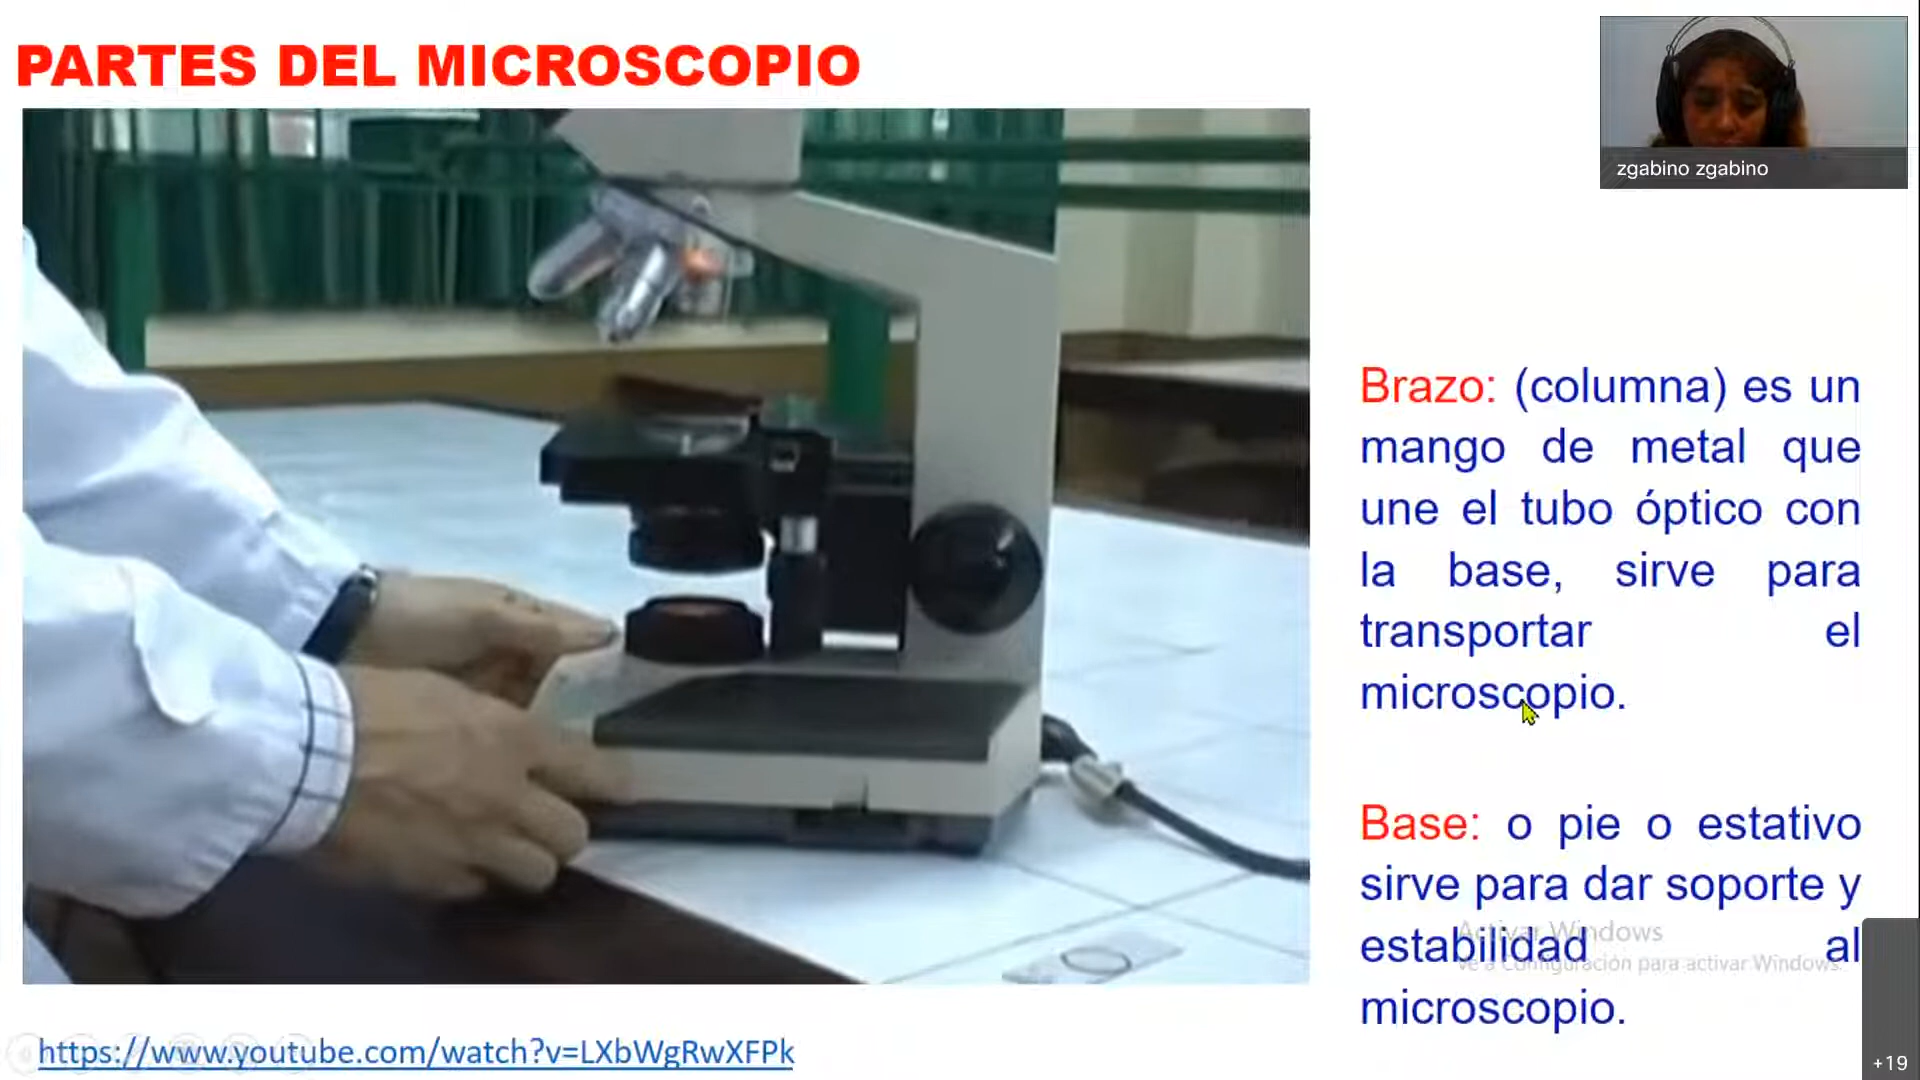 PARTES DEL MICROSCOPIO
zgabino zgabino
Brazo: (columna) es un
mango de metal que
une el tubo óptico con
la base, sirve para
transportar el
microscopio.
Base: o pie o estativo
sirve para dar soporte y
estabilidad al
microscopio.
Activar Windows
Ve a Configuración para activar Windows.
https://www.youtube.com/watch?v=LXbWgRwXFPk
+19